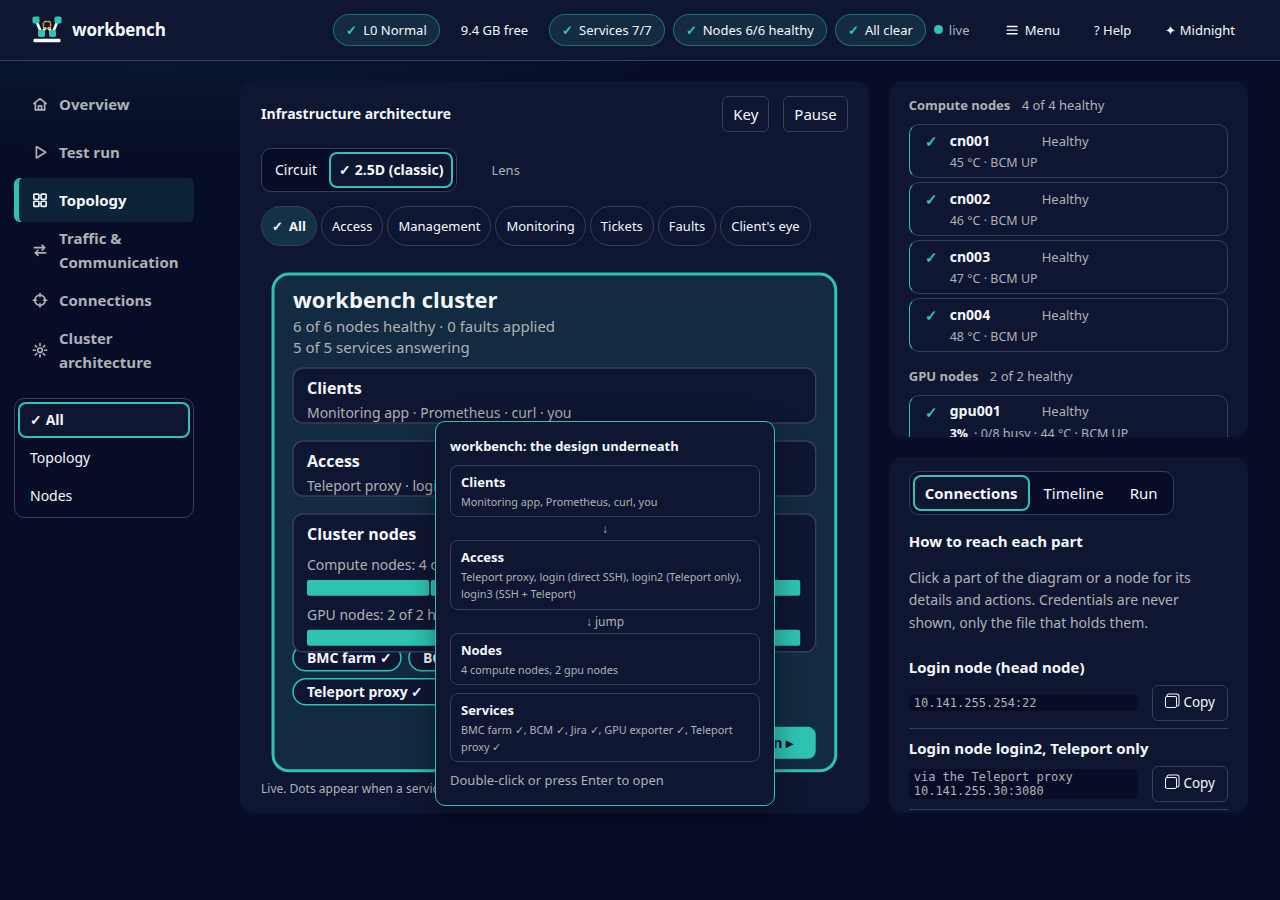 workbench
✓ L0 Normal
9.4 GB free
✓ Services 7/7
✓ Nodes 6/6 healthy
✓ All clear
live
Menu
? Help
✦ Midnight
Overview
Test run
Topology
Traffic &
Communication
Connections
Cluster
architecture
✓ All
Topology
Nodes
Infrastructure architecture
Key
Pause
Circuit
✓ 2.5D (classic)
Lens
✓ All
Access
Management
Monitoring
Tickets
Faults
Client's eye
workbench cluster
6 of 6 nodes healthy · 0 faults applied
5 of 5 services answering
Clients
Monitoring app · Prometheus · curl · you
Access
Teleport proxy ·
Cluster nodes
Compute nodes: 4
GPU nodes: 2 of 2
BMC farm ✓
Teleport proxy ✓
Live. Dots appear when a
workbench: the design underneath
Clients
Monitoring app, Prometheus, curl, you
↓
Access
Teleport proxy, login (direct SSH), login2 (Teleport only),
login3 (SSH + Teleport)
↓ jump
Nodes
4 compute nodes, 2 gpu nodes
Services
BMC farm ✓, BCM ✓, Jira ✓, GPU exporter ✓, Teleport
proxy ✓
Double-click or press Enter to open
Compute nodes 4 of 4 healthy
✓ cn001 Healthy
45 °C · BCM UP
✓ cn002 Healthy
46 °C · BCM UP
✓ cn003 Healthy
47 °C · BCM UP
✓ cn004 Healthy
48 °C · BCM UP
GPU nodes 2 of 2 healthy
✓ gpu001 Healthy
3% · 0/8 busy · 44 °C · BCM UP
Connections
Timeline
Run
How to reach each part
Click a part of the diagram or a node for its
details and actions. Credentials are never
shown, only the file that holds them.
Login node (head node)
10.141.255.254:22
Copy
Login node login2, Teleport only
via the Teleport proxy
10.141.255.30:3080
Copy